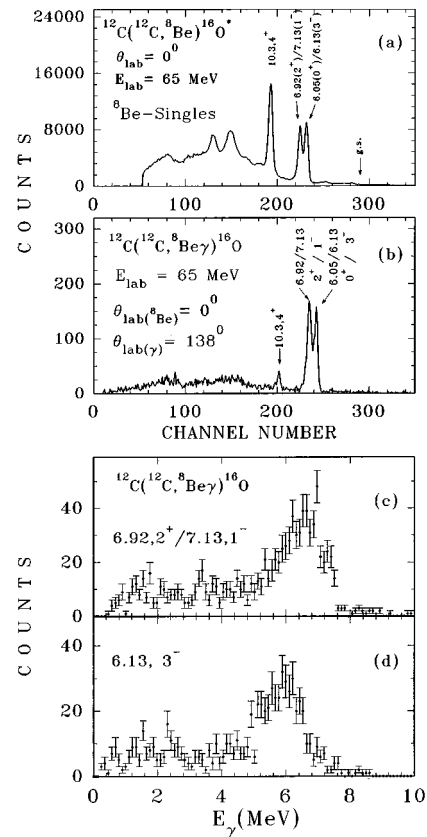 ¹²C(¹²C,⁸Be)¹⁶O*
(a)
θlab= 0⁰
Elab= 65 MeV
⁸Be-Singles
10.3,4⁺
6.92(2⁺)/7.13(1⁻)
6.05(0⁺)/6.13(3⁻)
g.s.
24000
16000
8000
0
0 100 200 300
COUNTS
¹²C(¹²C,⁸Beγ)¹⁶O
(b)
Elab= 65 MeV
θlab(⁸Be)= 0⁰
θlab(γ)= 138⁰
10.3,4⁺
6.92/7.13
2⁺/ 1⁻
6.05/6.13
0⁺/ 3⁻
300
200
100
0
0 100 200 300
CHANNEL NUMBER
¹²C(¹²C,⁸Beγ)¹⁶O
(c)
6.92,2⁺/7.13,1⁻
40
20
0
COUNTS
6.13, 3⁻
(d)
40
20
0
0 2 4 6 8 10
Eγ(MeV)